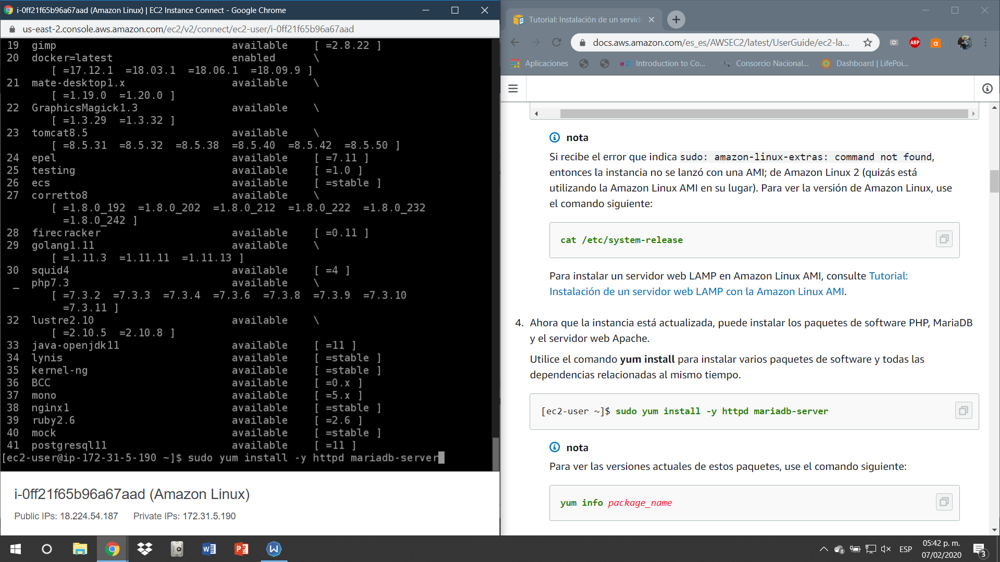 i-0ff21f65b96a67aad (Amazon Linux) | EC2 Instance Connect - Google Chrome
us-east-2.console.aws.amazon.com/ec2/v2/connect/ec2-user/i-0ff21f65b96a67aad
19 gimp available [ =2.8.22 ]
20 docker=latest enabled \
[ =17.12.1 =18.03.1 =18.06.1 =18.09.9 ]
21 mate-desktop1.x available \
[ =1.19.0 =1.20.0 ]
22 GraphicsMagick1.3 available \
[ =1.3.29 =1.3.32 ]
23 tomcat8.5 available \
[ =8.5.31 =8.5.32 =8.5.38 =8.5.40 =8.5.42 =8.5.50 ]
24 epel available [ =7.11 ]
25 testing available [ =1.0 ]
26 ecs available [ =stable ]
27 corretto8 available \
[ =1.8.0_192 =1.8.0_202 =1.8.0_212 =1.8.0_222 =1.8.0_232
=1.8.0_242 ]
28 firecracker available [ =0.11 ]
29 golang1.11 available \
[ =1.11.3 =1.11.11 =1.11.13 ]
30 squid4 available [ =4 ]
_ php7.3 available \
[ =7.3.2 =7.3.3 =7.3.4 =7.3.6 =7.3.8 =7.3.9 =7.3.10
=7.3.11 ]
32 lustre2.10 available \
[ =2.10.5 =2.10.8 ]
33 java-openjdk11 available [ =11 ]
34 lynis available [ =stable ]
35 kernel-ng available [ =stable ]
36 BCC available [ =0.x ]
37 mono available [ =5.x ]
38 nginx1 available [ =stable ]
39 ruby2.6 available [ =2.6 ]
40 mock available [ =stable ]
41 postgresql11 available [ =11 ]
[ec2-user@ip-172-31-5-190 ~]$ sudo yum install -y httpd mariadb-server
i-0ff21f65b96a67aad (Amazon Linux)
Public IPs: 18.224.54.187 Private IPs: 172.31.5.190
Tutorial: Instalación de un servid
docs.aws.amazon.com/es_es/AWSEC2/latest/UserGuide/ec2-la...
ABP
a
Aplicaciones
Introduction to Co...
Consorcio Nacional...
Dashboard | LifePoi...
nota
Si recibe el error que indica sudo: amazon-linux-extras: command not found,
entonces la instancia no se lanzó con una AMI; de Amazon Linux 2 (quizás está
utilizando la Amazon Linux AMI en su lugar). Para ver la versión de Amazon Linux, use
el comando siguiente:
cat /etc/system-release
Para instalar un servidor web LAMP en Amazon Linux AMI, consulte Tutorial:
Instalación de un servidor web LAMP con la Amazon Linux AMI.
4. Ahora que la instancia está actualizada, puede instalar los paquetes de software PHP, MariaDB
y el servidor web Apache.
Utilice el comando yum install para instalar varios paquetes de software y todas las
dependencias relacionadas al mismo tiempo.
[ec2-user ~]$ sudo yum install -y httpd mariadb-server
nota
Para ver las versiones actuales de estos paquetes, use el comando siguiente:
yum info package_name
ESP
05:42 p. m.
07/02/2020
3